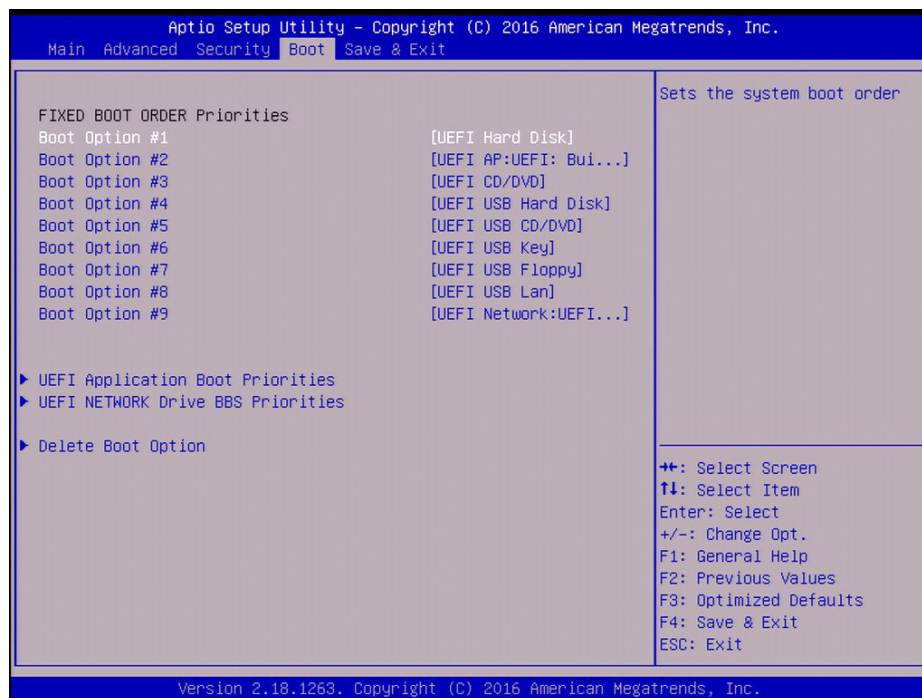 Aptio Setup Utility – Copyright (C) 2016 American Megatrends, Inc.
Main Advanced Security Boot Save & Exit
Sets the system boot order
FIXED BOOT ORDER Priorities
Boot Option #1 [UEFI Hard Disk]
Boot Option #2 [UEFI AP:UEFI: Bui...]
Boot Option #3 [UEFI CD/DVD]
Boot Option #4 [UEFI USB Hard Disk]
Boot Option #5 [UEFI USB CD/DVD]
Boot Option #6 [UEFI USB Key]
Boot Option #7 [UEFI USB Floppy]
Boot Option #8 [UEFI USB Lan]
Boot Option #9 [UEFI Network:UEFI...]
UEFI Application Boot Priorities
UEFI NETWORK Drive BBS Priorities
Delete Boot Option
→←: Select Screen
↑↓: Select Item
Enter: Select
+/-: Change Opt.
F1: General Help
F2: Previous Values
F3: Optimized Defaults
F4: Save & Exit
ESC: Exit
Version 2.18.1263. Copyright (C) 2016 American Megatrends, Inc.